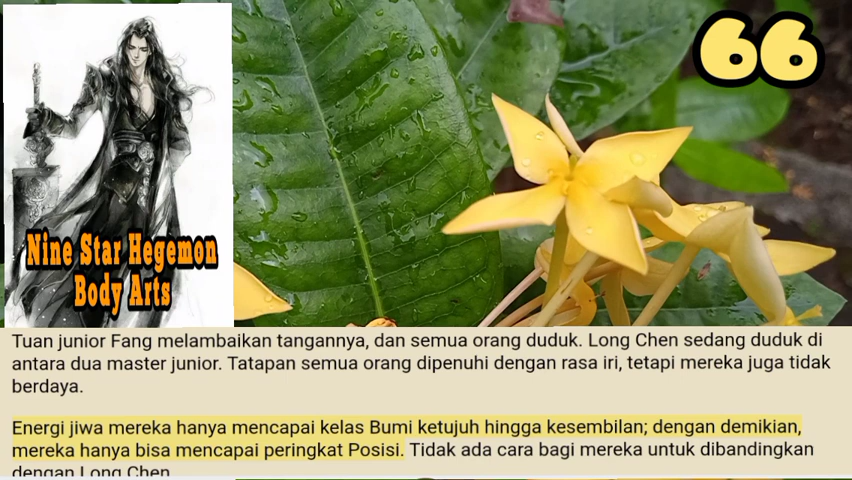 66
Nine Star Hegemon
Body Arts
Tuan junior Fang melambaikan tangannya, dan semua orang duduk. Long Chen sedang duduk di
antara dua master junior. Tatapan semua orang dipenuhi dengan rasa iri, tetapi mereka juga tidak
berdaya.
Energi jiwa mereka hanya mencapai kelas Bumi ketujuh hingga kesembilan; dengan demikian,
mereka hanya bisa mencapai peringkat Posisi. Tidak ada cara bagi mereka untuk dibandingkan
dengan Long Chen